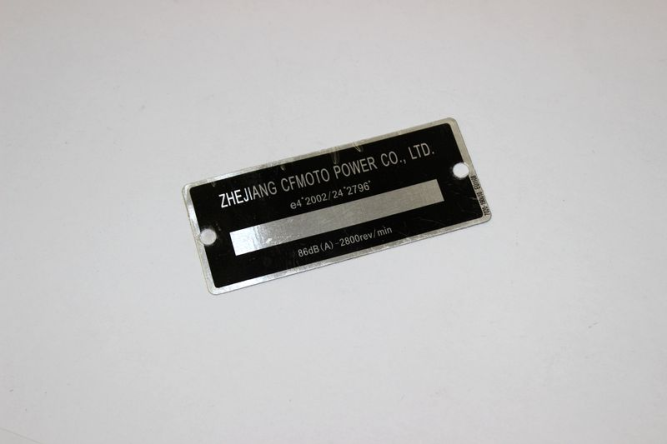 ZHEJIANG CFMOTO POWER CO., LTD.
e4*2002/24*2796*
86dB(A)-2800rev/min